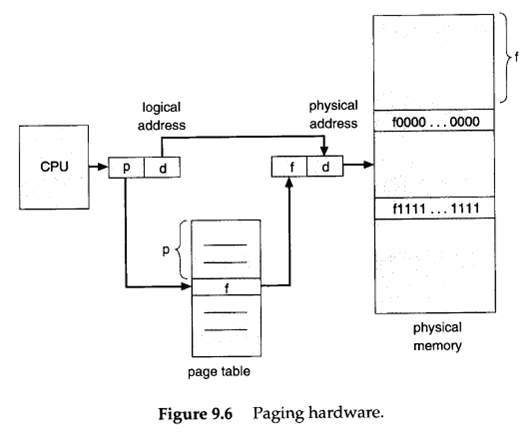 f
logical
address
physical
address
f0000 . . . 0000
CPU
p
d
f
d
f1111 . . . 1111
p
f
physical
memory
page table
Figure 9.6 Paging hardware.